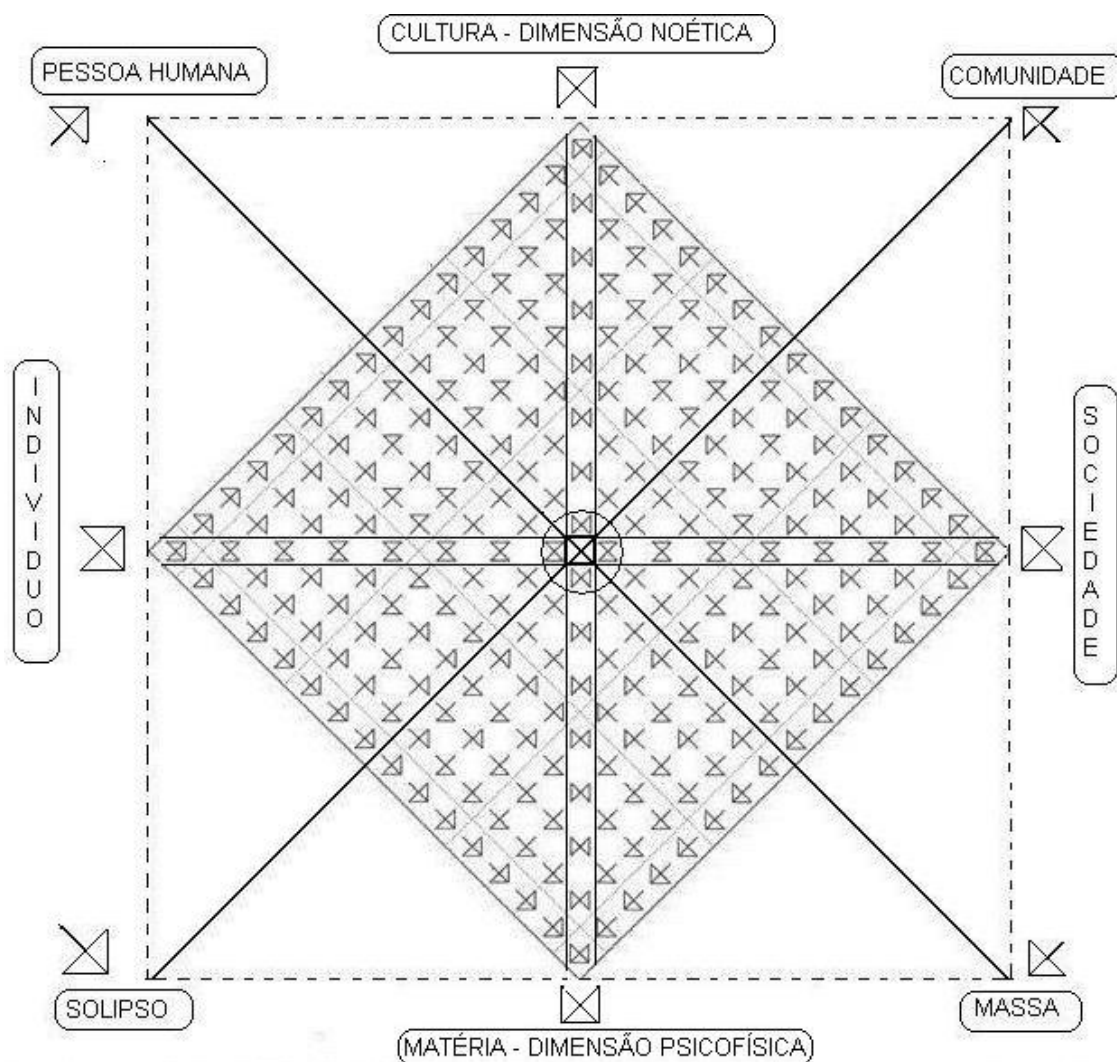 CULTURA - DIMENSÃO NOÉTICA
PESSOA HUMANA
COMUNIDADE
INDIVIDUO
SOCIEDADE
SOLIPSO
MASSA
MATÉRIA - DIMENSÃO PSICOFÍSICA